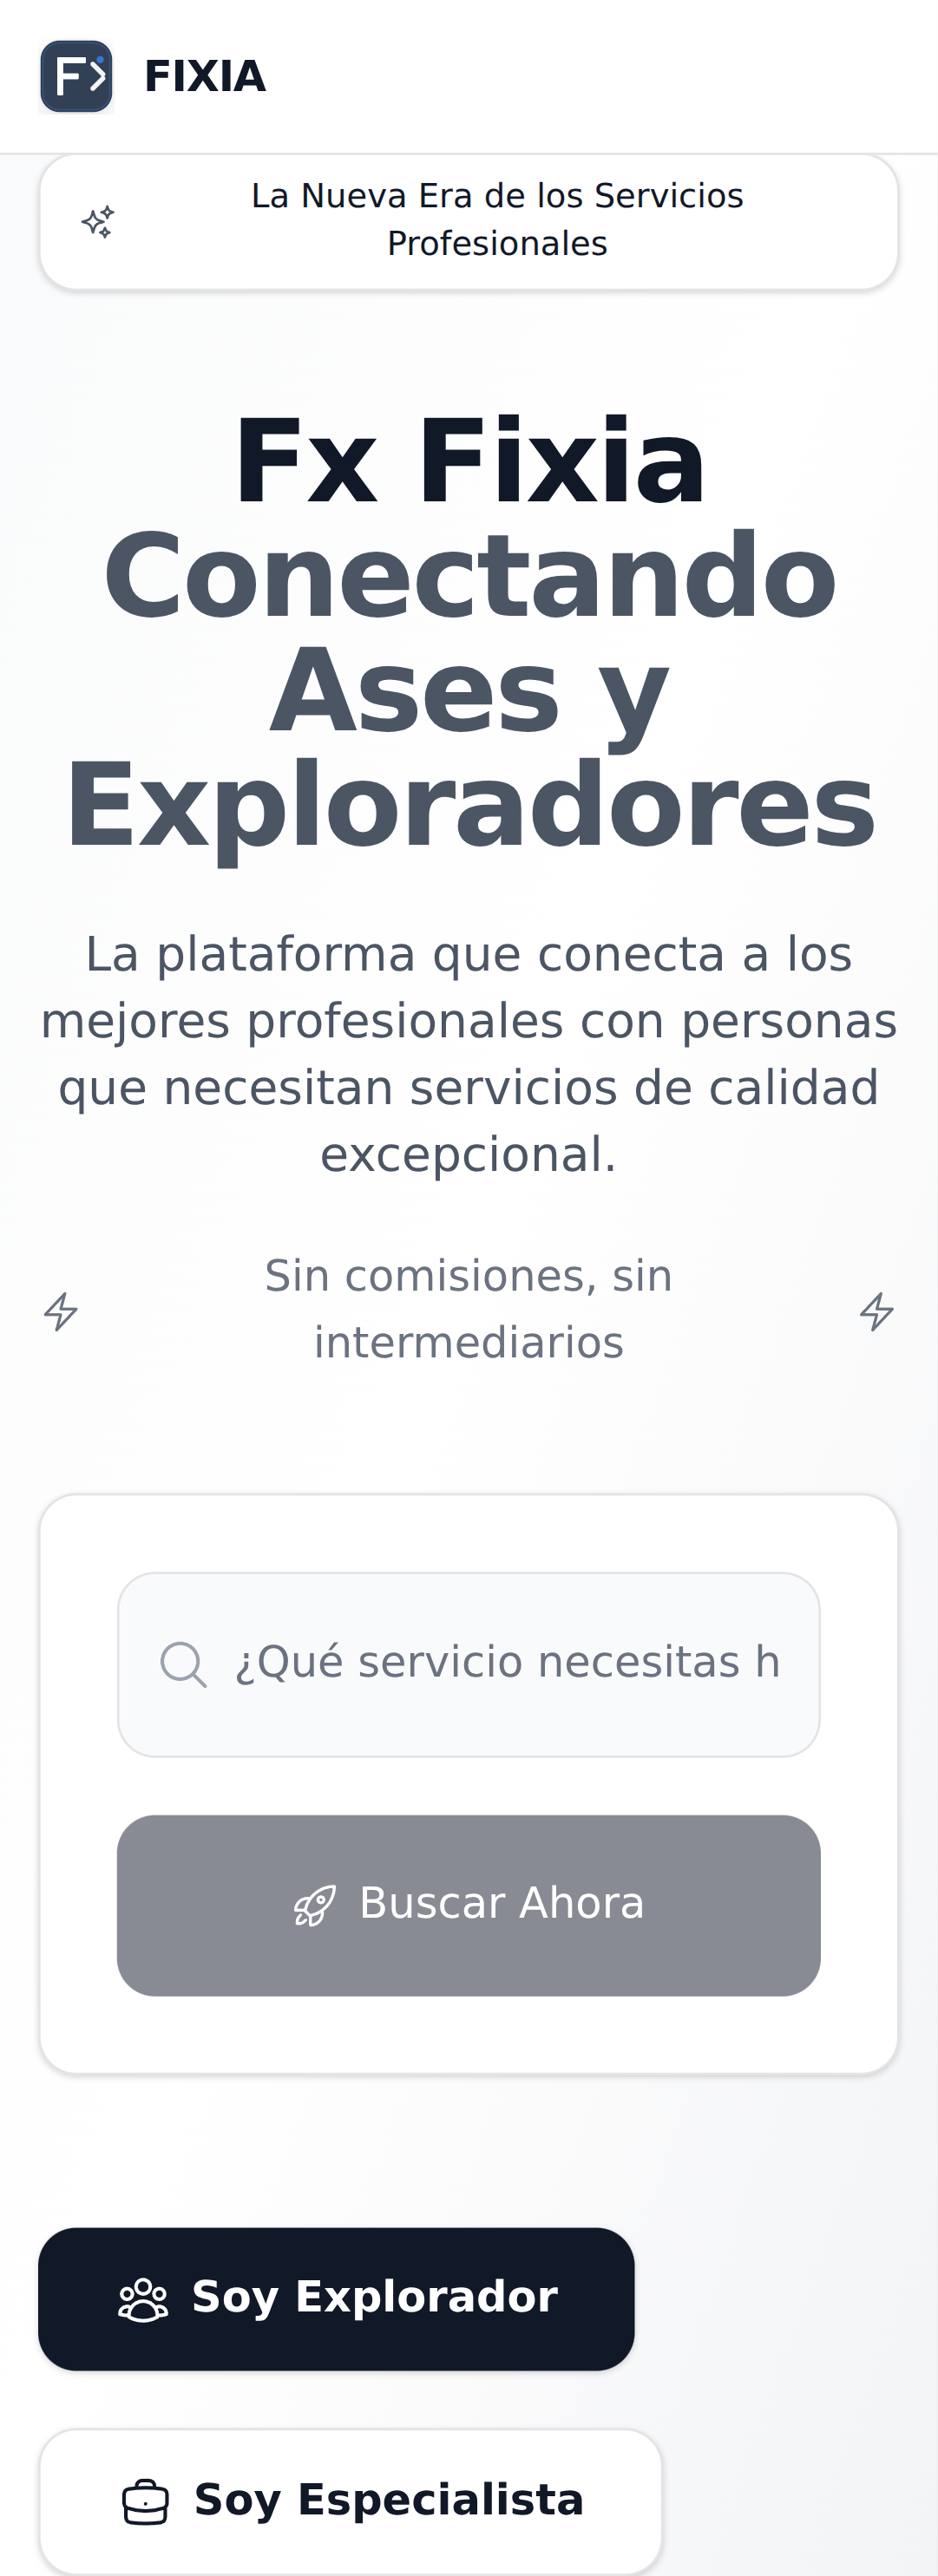 FIXIA
La Nueva Era de los Servicios
Profesionales
Fx Fixia
Conectando
Ases y
Exploradores
La plataforma que conecta a los
mejores profesionales con personas
que necesitan servicios de calidad
excepcional.
Sin comisiones, sin
intermediarios
¿Qué servicio necesitas h
Buscar Ahora
Soy Explorador
Soy Especialista